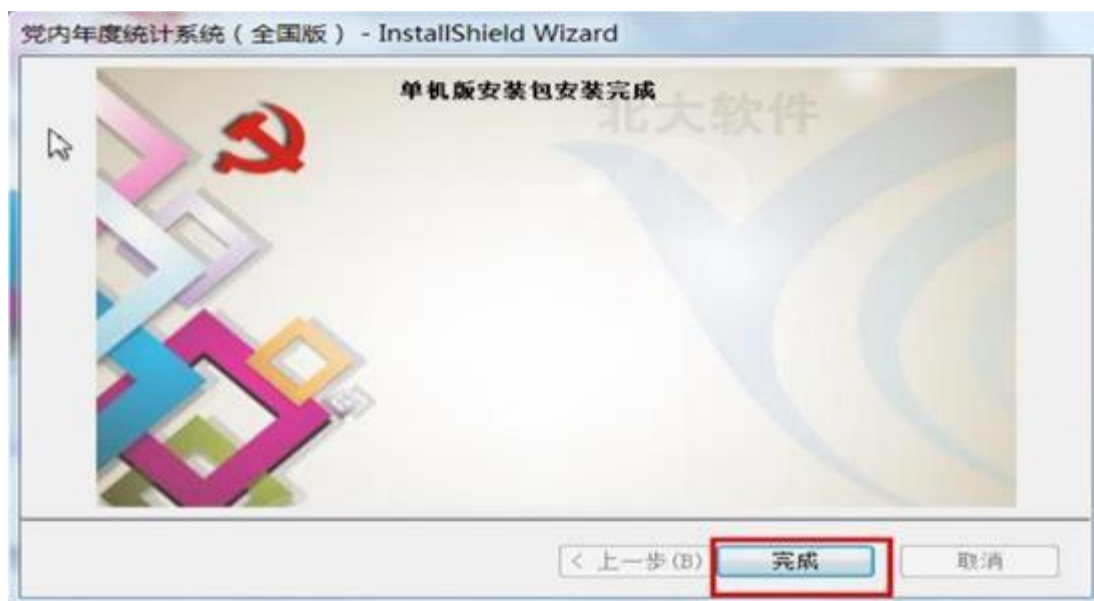 党内年度统计系统（全国版） - InstallShield Wizard
单机版安装包安装完成
北大软件
< 上一步(B)
完成
取消